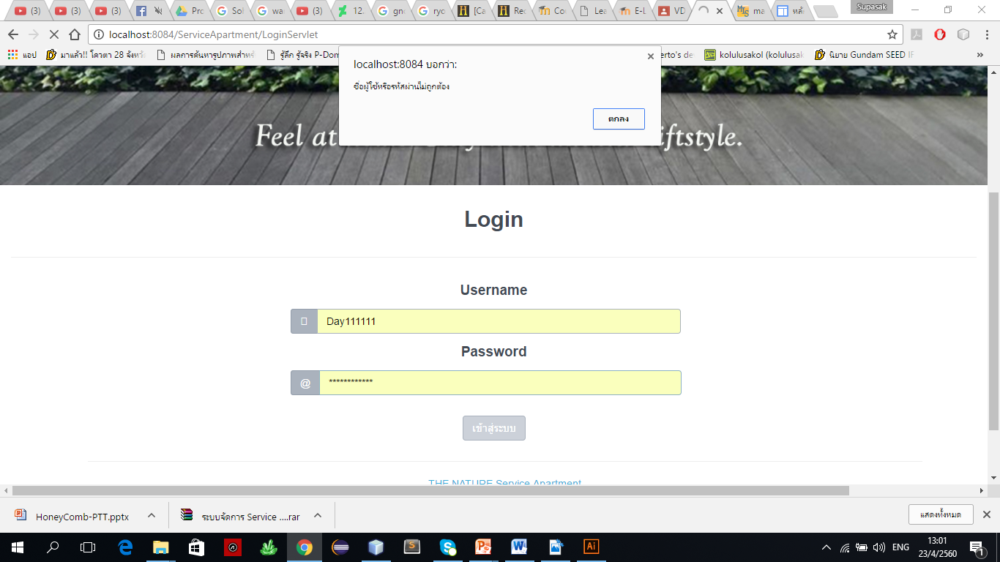 (3)
(3)
(3)
Pro
Sol
wa
(3)
12.
gno
ryo
[Ca
Rec
Co
Lea
E-L
VD
ma
หลั
Supasak
localhost:8084/ServiceApartment/LoginServlet
แอป
มาแล้ว!! โควตา 28 จังหวั
ผลการค้นหารูปภาพสำหรั
รู้ลึก รู้จริง P-Dom
erto's de
kolulusakol (kolulusak
นิยาย Gundam SEED IF
localhost:8084 บอกว่า:
ชื่อผู้ใช้หรือรหัสผ่านไม่ถูกต้อง
ตกลง
Feel at
iftstyle.
Login
Username
Day111111
Password
@
************
เข้าสู่ระบบ
THE NATURE Service Apartment
HoneyComb-PTT.pptx
ระบบจัดการ Service ....rar
แสดงทั้งหมด
ENG
13:01
23/4/2560
1